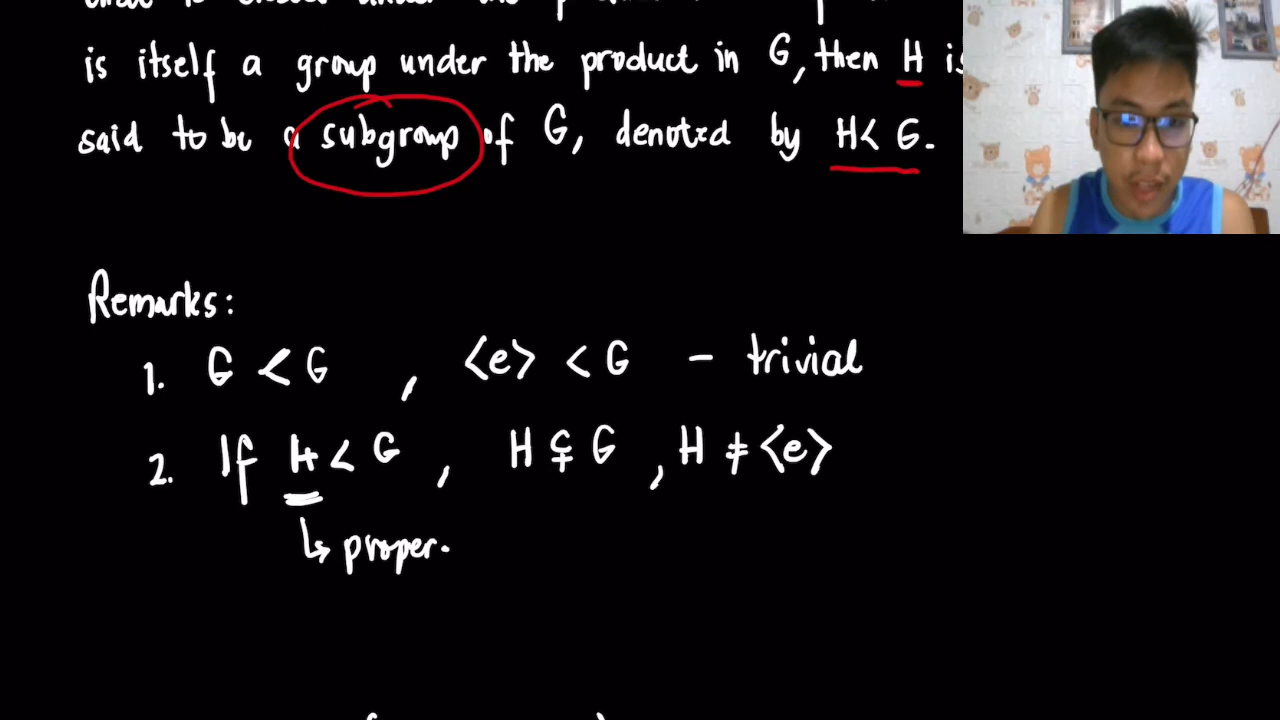 is itself a group under the product in G, then H is
said to be a subgroup of G, denoted by H < G.
Remarks:
1. G < G , <e> < G - trivial
2. If H < G , H ⊊ G , H ≠ <e>
↳ proper.